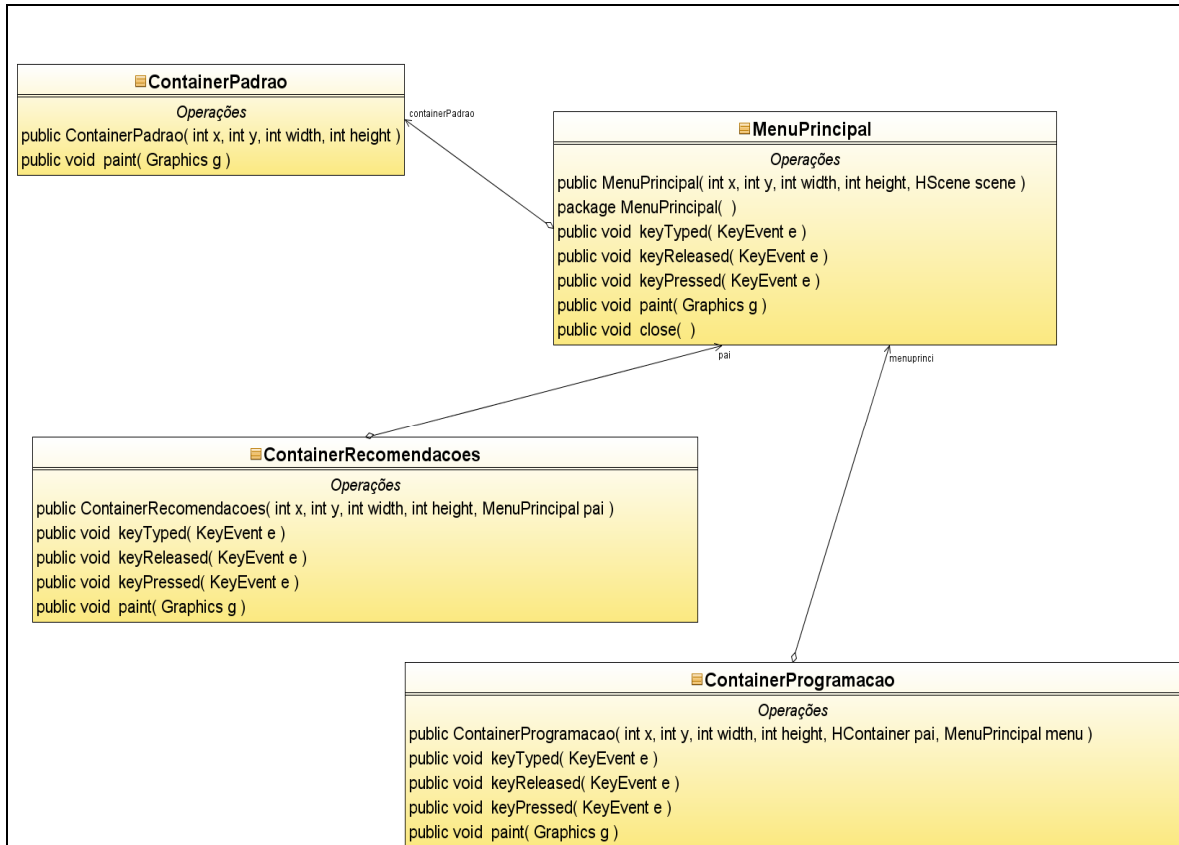 ContainerPadrao
Operações
public ContainerPadrao( int x, int y, int width, int height )
public void paint( Graphics g )
containerPadrao
MenuPrincipal
Operações
public MenuPrincipal( int x, int y, int width, int height, HScene scene )
package MenuPrincipal( )
public void keyTyped( KeyEvent e )
public void keyReleased( KeyEvent e )
public void keyPressed( KeyEvent e )
public void paint( Graphics g )
public void close( )
pai
menuprinci
ContainerRecomendacoes
Operações
public ContainerRecomendacoes( int x, int y, int width, int height, MenuPrincipal pai )
public void keyTyped( KeyEvent e )
public void keyReleased( KeyEvent e )
public void keyPressed( KeyEvent e )
public void paint( Graphics g )
ContainerProgramacao
Operações
public ContainerProgramacao( int x, int y, int width, int height, HContainer pai, MenuPrincipal menu )
public void keyTyped( KeyEvent e )
public void keyReleased( KeyEvent e )
public void keyPressed( KeyEvent e )
public void paint( Graphics g )